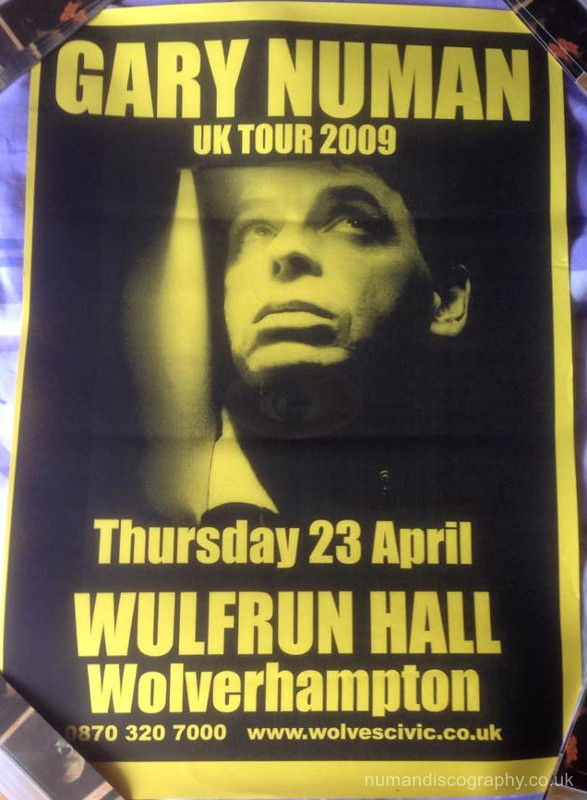 GARY NUMAN
UK TOUR 2009
Thursday 23 April
WULFRUN HALL
Wolverhampton
0870 320 7000 www.wolvescivic.co.uk
numandiscography.co.uk